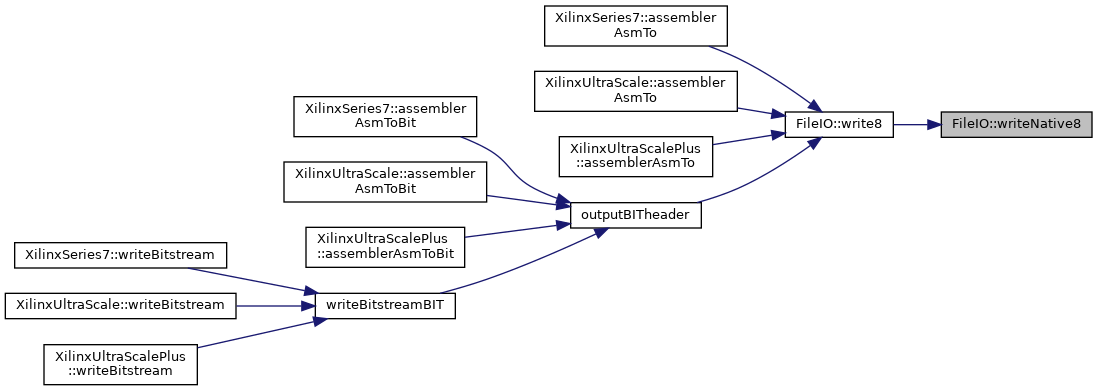 XilinxSeries7::assembler
AsmTo
XilinxUltraScale::assembler
AsmTo
XilinxSeries7::assembler
AsmToBit
FileIO::write8
FileIO::writeNative8
XilinxUltraScalePlus
::assemblerAsmTo
XilinxUltraScale::assembler
AsmToBit
outputBITheader
XilinxUltraScalePlus
::assemblerAsmToBit
XilinxSeries7::writeBitstream
XilinxUltraScale::writeBitstream
writeBitstreamBIT
XilinxUltraScalePlus
::writeBitstream